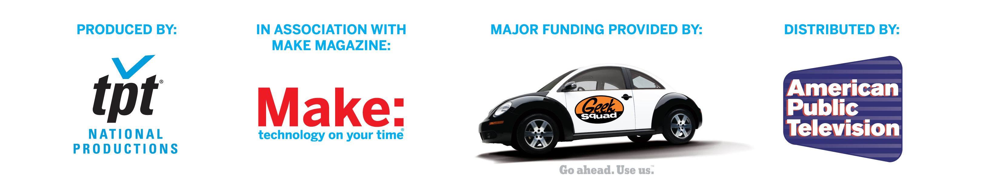 PRODUCED BY:
tpt®
NATIONAL
PRODUCTIONS
IN ASSOCIATION WITH
MAKE MAGAZINE:
Make:
technology on your time®
MAJOR FUNDING PROVIDED BY:
Geek
Squad
Go ahead. Use us.™
DISTRIBUTED BY:
American
Public
Television